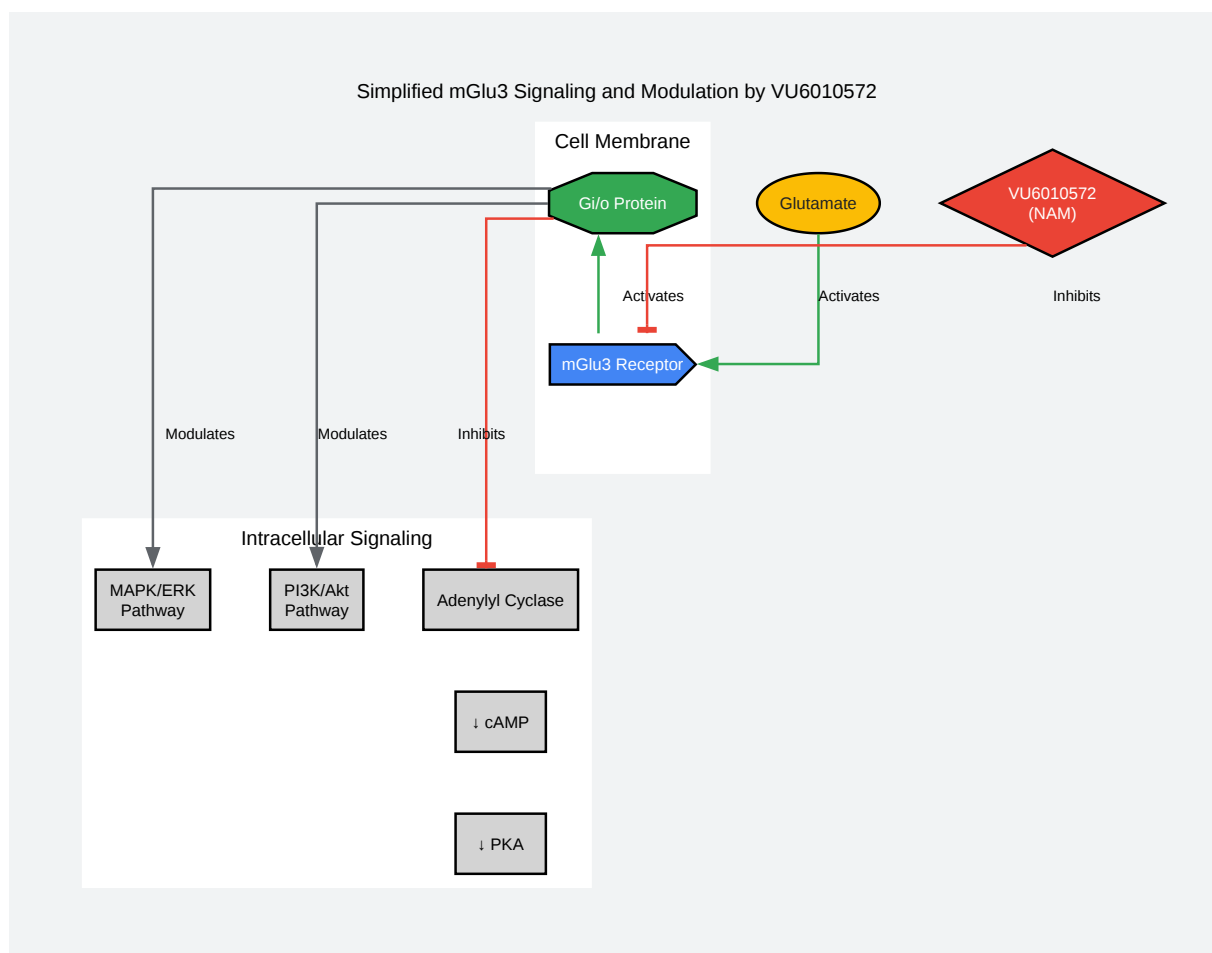 Simplified mGlu3 Signaling and Modulation by VU6010572
Cell Membrane
Gi/o Protein
Glutamate
VU6010572
(NAM)
Activates
Activates
Inhibits
mGlu3 Receptor
Modulates
Modulates
Inhibits
Intracellular Signaling
MAPK/ERK
Pathway
PI3K/Akt
Pathway
Adenylyl Cyclase
↓ cAMP
↓ PKA